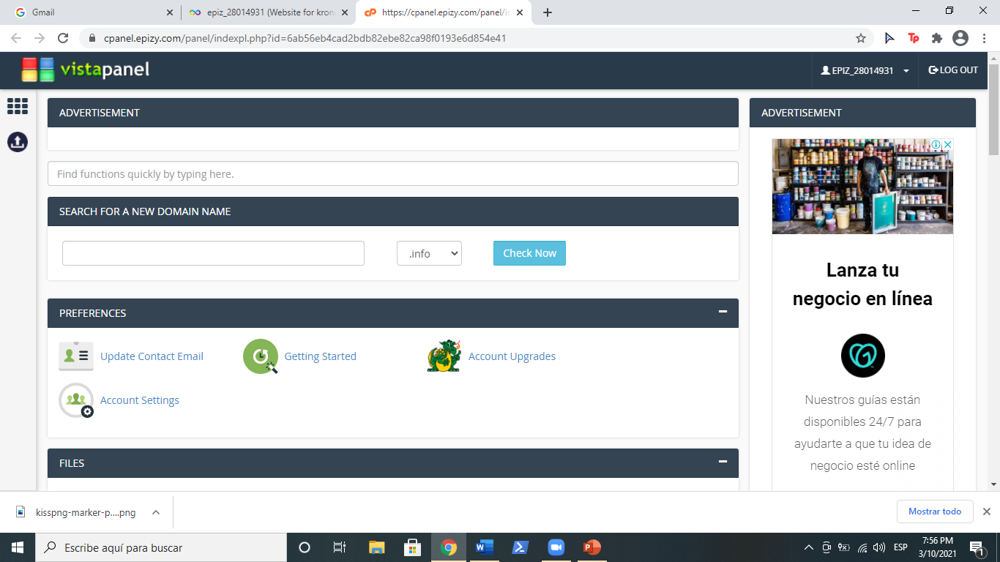 Gmail
epiz_28014931 (Website for kron
https://cpanel.epizy.com/panel/in
cpanel.epizy.com/panel/indexpl.php?id=6ab56eb4cad2bdb82ebe82ca98f0193e6d854e41
vistapanel
EPIZ_28014931
LOG OUT
ADVERTISEMENT
Find functions quickly by typing here.
SEARCH FOR A NEW DOMAIN NAME
.info
Check Now
PREFERENCES
Update Contact Email
Getting Started
Account Upgrades
Account Settings
FILES
ADVERTISEMENT
Lanza tu
negocio en línea
Nuestros guías están
disponibles 24/7 para
ayudarte a que tu idea de
negocio esté online
kisspng-marker-p....png
Mostrar todo
Escribe aquí para buscar
ESP
7:56 PM
3/10/2021
1